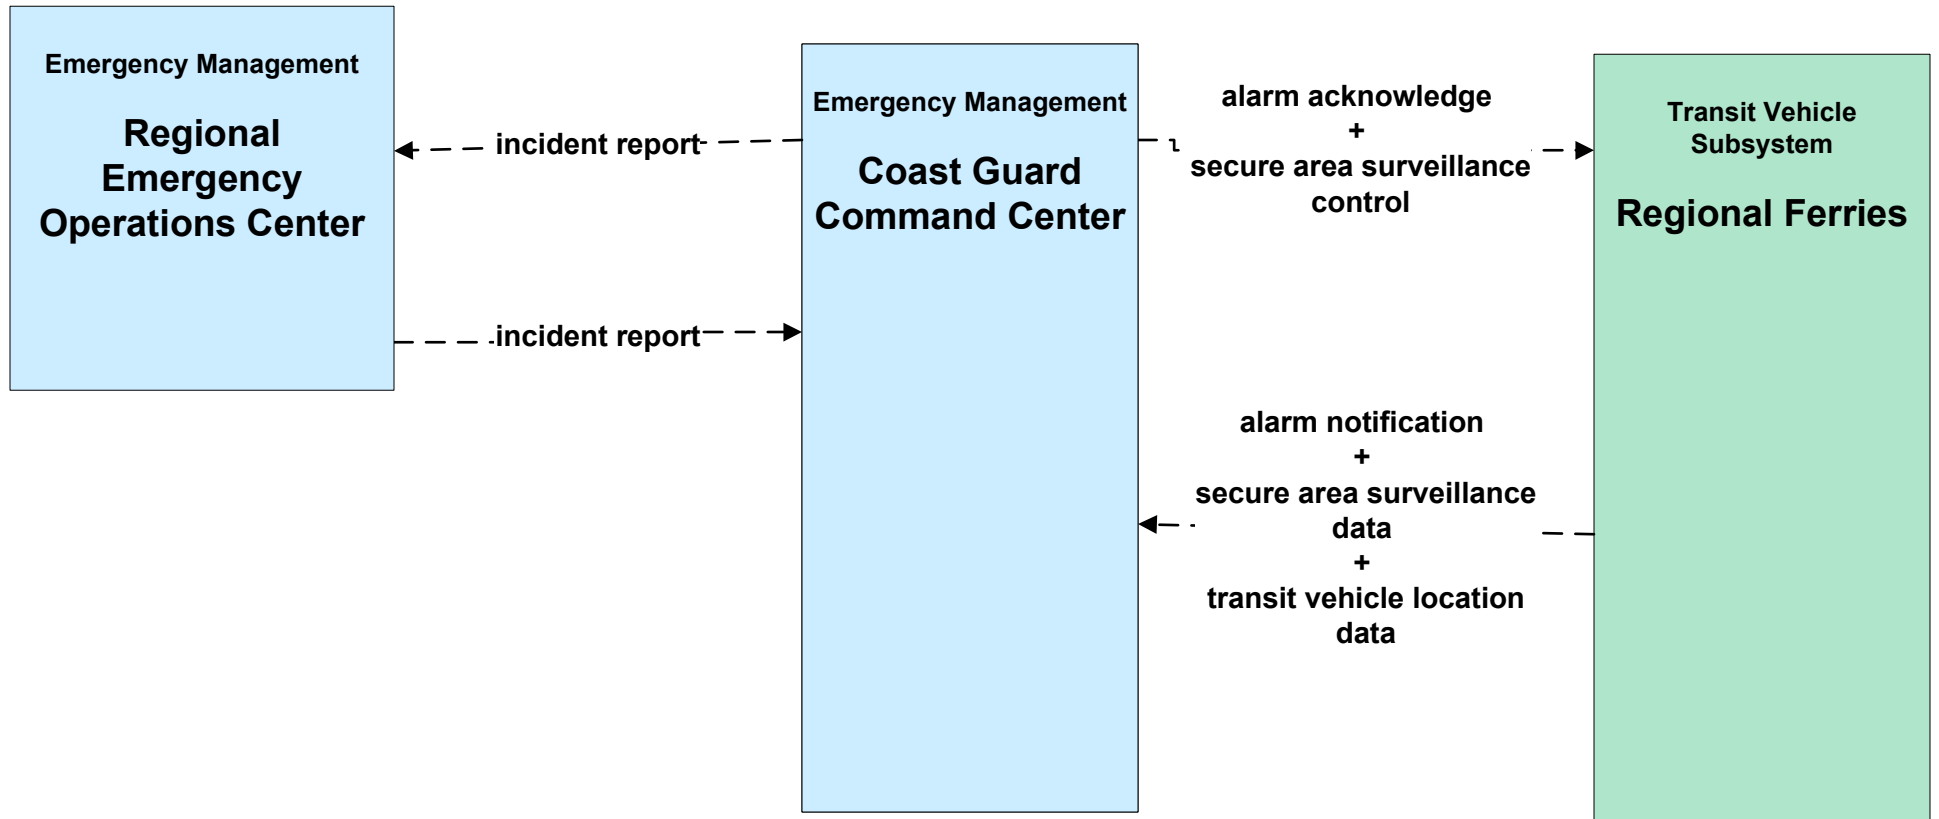 Emergency Management
Regional
Emergency
Operations Center
incident report
incident report
Emergency Management
Coast Guard
Command Center
alarm acknowledge
+
secure area surveillance
control
alarm notification
+
secure area surveillance
data
+
transit vehicle location
data
Transit Vehicle
Subsystem
Regional Ferries